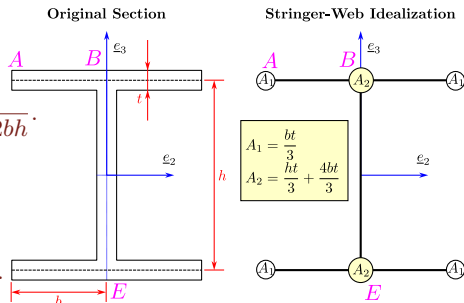 Original Section
Stringer-Web Idealization
e₃
e₃
A
B
A
B
t
A₁
A₂
A₁
2bh.
A₁ = bt/3
A₂ = ht/3 + 4bt/3
e₂
e₂
h
A₁
A₂
A₁
b
E
E